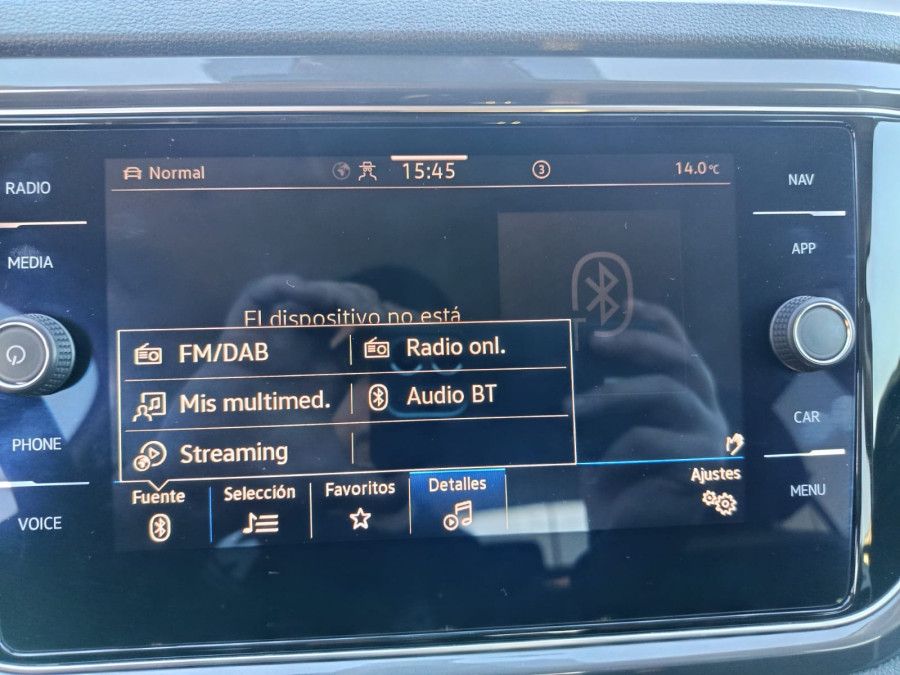 RADIO
MEDIA
PHONE
VOICE
Normal 15:45 3 14.0°C
El dispositivo no está
FM/DAB Radio onl.
Mis multimed. Audio BT
Streaming
Fuente Selección Favoritos Detalles Ajustes
NAV
APP
CAR
MENU